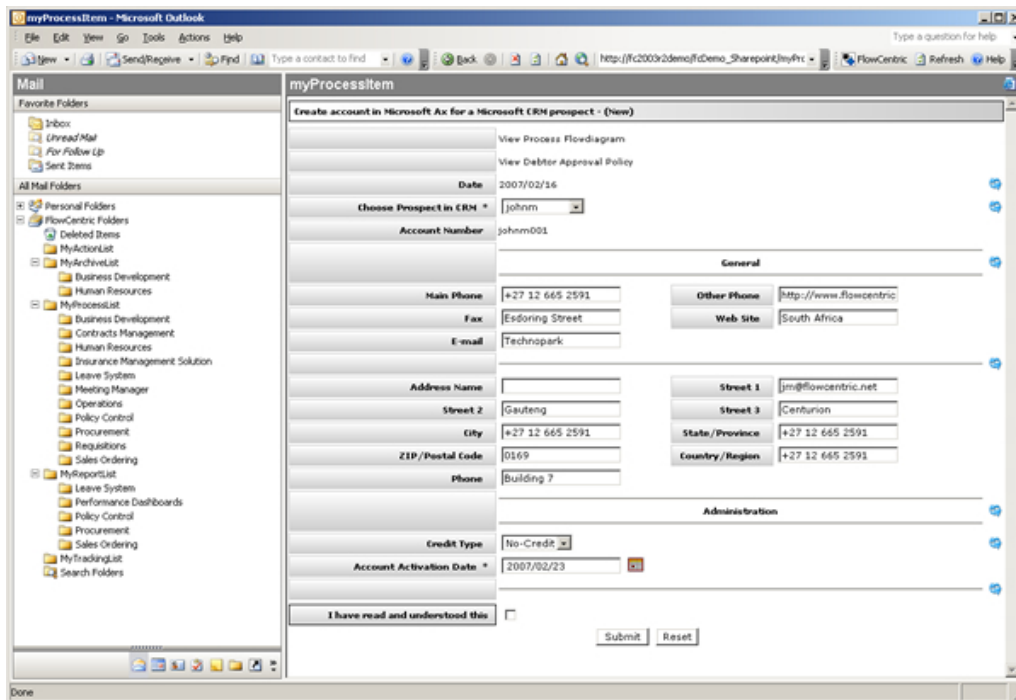 myProcessItem - Microsoft Outlook
File Edit View Go Tools Actions Help Type a question for help
New Send/Receive Find Type a contact to find Back http://fc2003r2demo/fcDemo_Sharepoint/myPrc FlowCentric Refresh Help
Mail
myProcessItem
Favorite Folders
Inbox
Unread Mail
For Follow Up
Sent Items
All Mail Folders
Personal Folders
FlowCentric Folders
Deleted Items
MyActionList
MyArchiveList
Business Development
Human Resources
MyProcessList
Business Development
Contracts Management
Human Resources
Insurance Management Solution
Leave System
Meeting Manager
Operations
Policy Control
Procurement
Requisitions
Sales Ordering
MyReportList
Leave System
Performance Dashboards
Policy Control
Procurement
Sales Ordering
MyTrackingList
Search Folders
Create account in Microsoft Ax for a Microsoft CRM prospect - (New)
View Process Flowdiagram
View Debtor Approval Policy
Date 2007/02/16
Choose Prospect in CRM * johnm
Account Number johnm001
General
Main Phone +27 12 665 2591 Other Phone http://www.flowcentric
Fax Esdoring Street Web Site South Africa
E-mail Technopark
Address Name Street 1 jm@flowcentric.net
Street 2 Gauteng Street 3 Centurion
City +27 12 665 2591 State/Province +27 12 665 2591
ZIP/Postal Code 0169 Country/Region +27 12 665 2591
Phone Building 7
Administration
Credit Type No-Credit
Account Activation Date * 2007/02/23
I have read and understood this
Submit Reset
Done